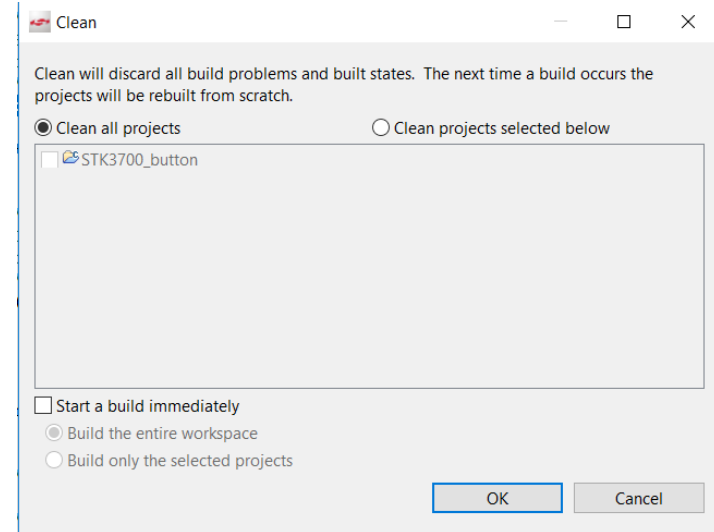 Clean
Clean will discard all build problems and built states. The next time a build occurs the
projects will be rebuilt from scratch.
Clean all projects
Clean projects selected below
STK3700_button
Start a build immediately
Build the entire workspace
Build only the selected projects
OK
Cancel